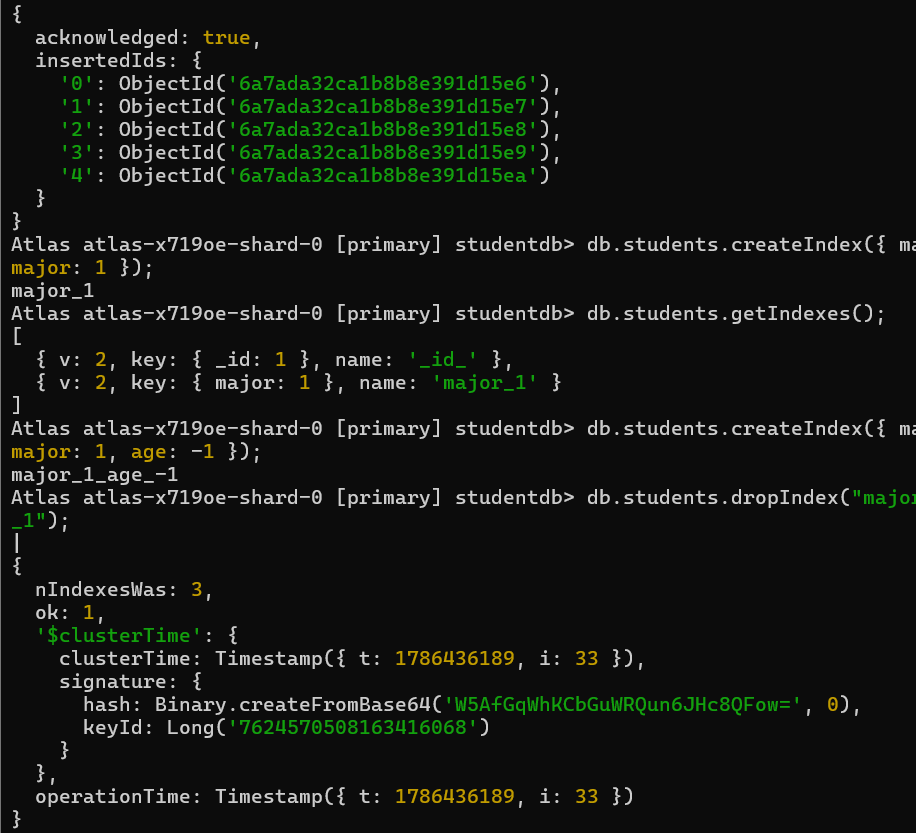 {
  acknowledged: true,
  insertedIds: {
    '0': ObjectId('6a7ada32ca1b8b8e391d15e6'),
    '1': ObjectId('6a7ada32ca1b8b8e391d15e7'),
    '2': ObjectId('6a7ada32ca1b8b8e391d15e8'),
    '3': ObjectId('6a7ada32ca1b8b8e391d15e9'),
    '4': ObjectId('6a7ada32ca1b8b8e391d15ea')
  }
}
Atlas atlas-x719oe-shard-0 [primary] studentdb> db.students.createIndex({ ma
major: 1 });
major_1
Atlas atlas-x719oe-shard-0 [primary] studentdb> db.students.getIndexes();
[
  { v: 2, key: { _id: 1 }, name: '_id_' },
  { v: 2, key: { major: 1 }, name: 'major_1' }
]
Atlas atlas-x719oe-shard-0 [primary] studentdb> db.students.createIndex({ ma
major: 1, age: -1 });
major_1_age_-1
Atlas atlas-x719oe-shard-0 [primary] studentdb> db.students.dropIndex("major
_1");
|
{
  nIndexesWas: 3,
  ok: 1,
  '$clusterTime': {
    clusterTime: Timestamp({ t: 1786436189, i: 33 }),
    signature: {
      hash: Binary.createFromBase64('W5AfGqWhKCbGuWRQun6JHc8QFow=', 0),
      keyId: Long('7624570508163416068')
    }
  },
  operationTime: Timestamp({ t: 1786436189, i: 33 })
}